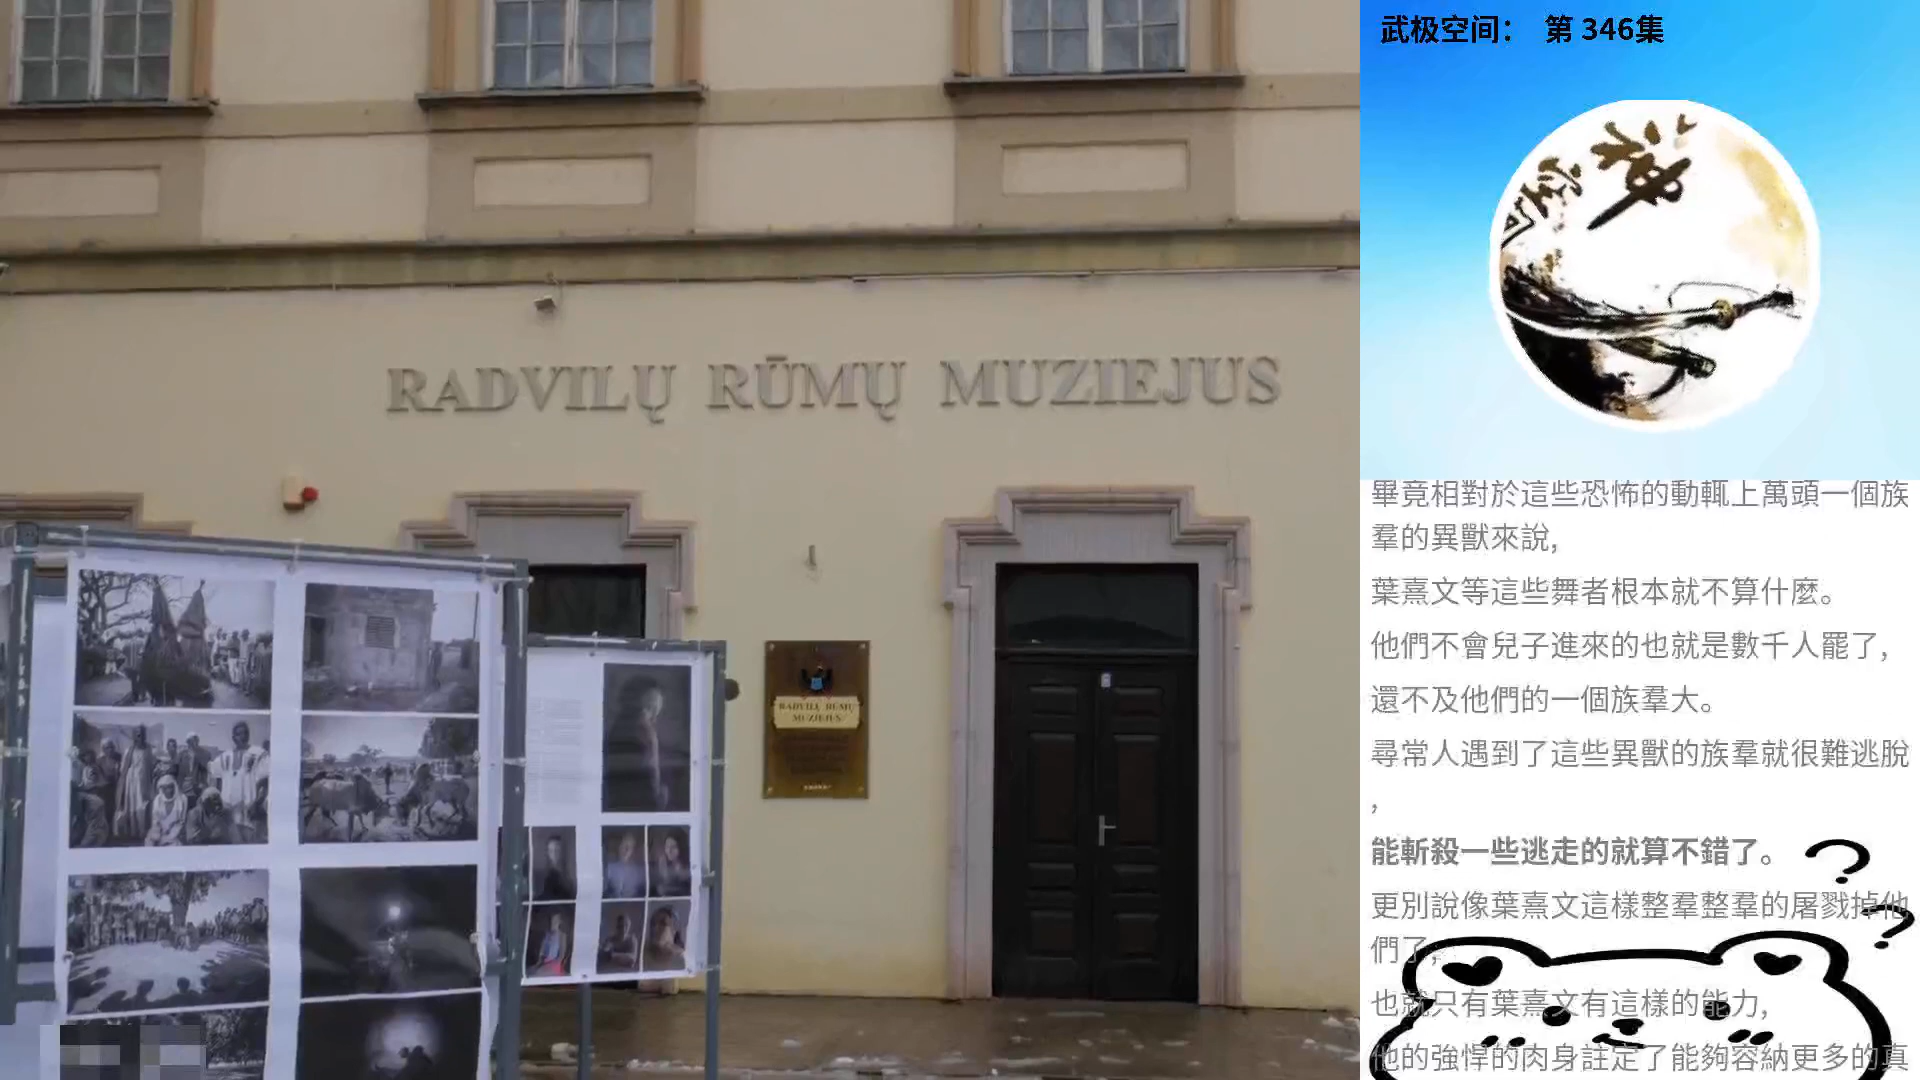 RADVILŲ RŪMŲ MUZIEJUS
RADVILŲ RŪMŲ
MUZIEJUS
武极空间： 第 346集
神
畢竟相對於這些恐怖的動輒上萬頭一個族
羣的異獸來說,
葉熹文等這些舞者根本就不算什麼。
他們不會兒子進來的也就是數千人罷了,
還不及他們的一個族羣大。
尋常人遇到了這些異獸的族羣就很難逃脫
,
能斬殺一些逃走的就算不錯了。
更別說像葉熹文這樣整羣整羣的屠戮掉他
們了,
也就只有葉熹文有這樣的能力,
他的強悍的肉身註定了能夠容納更多的真